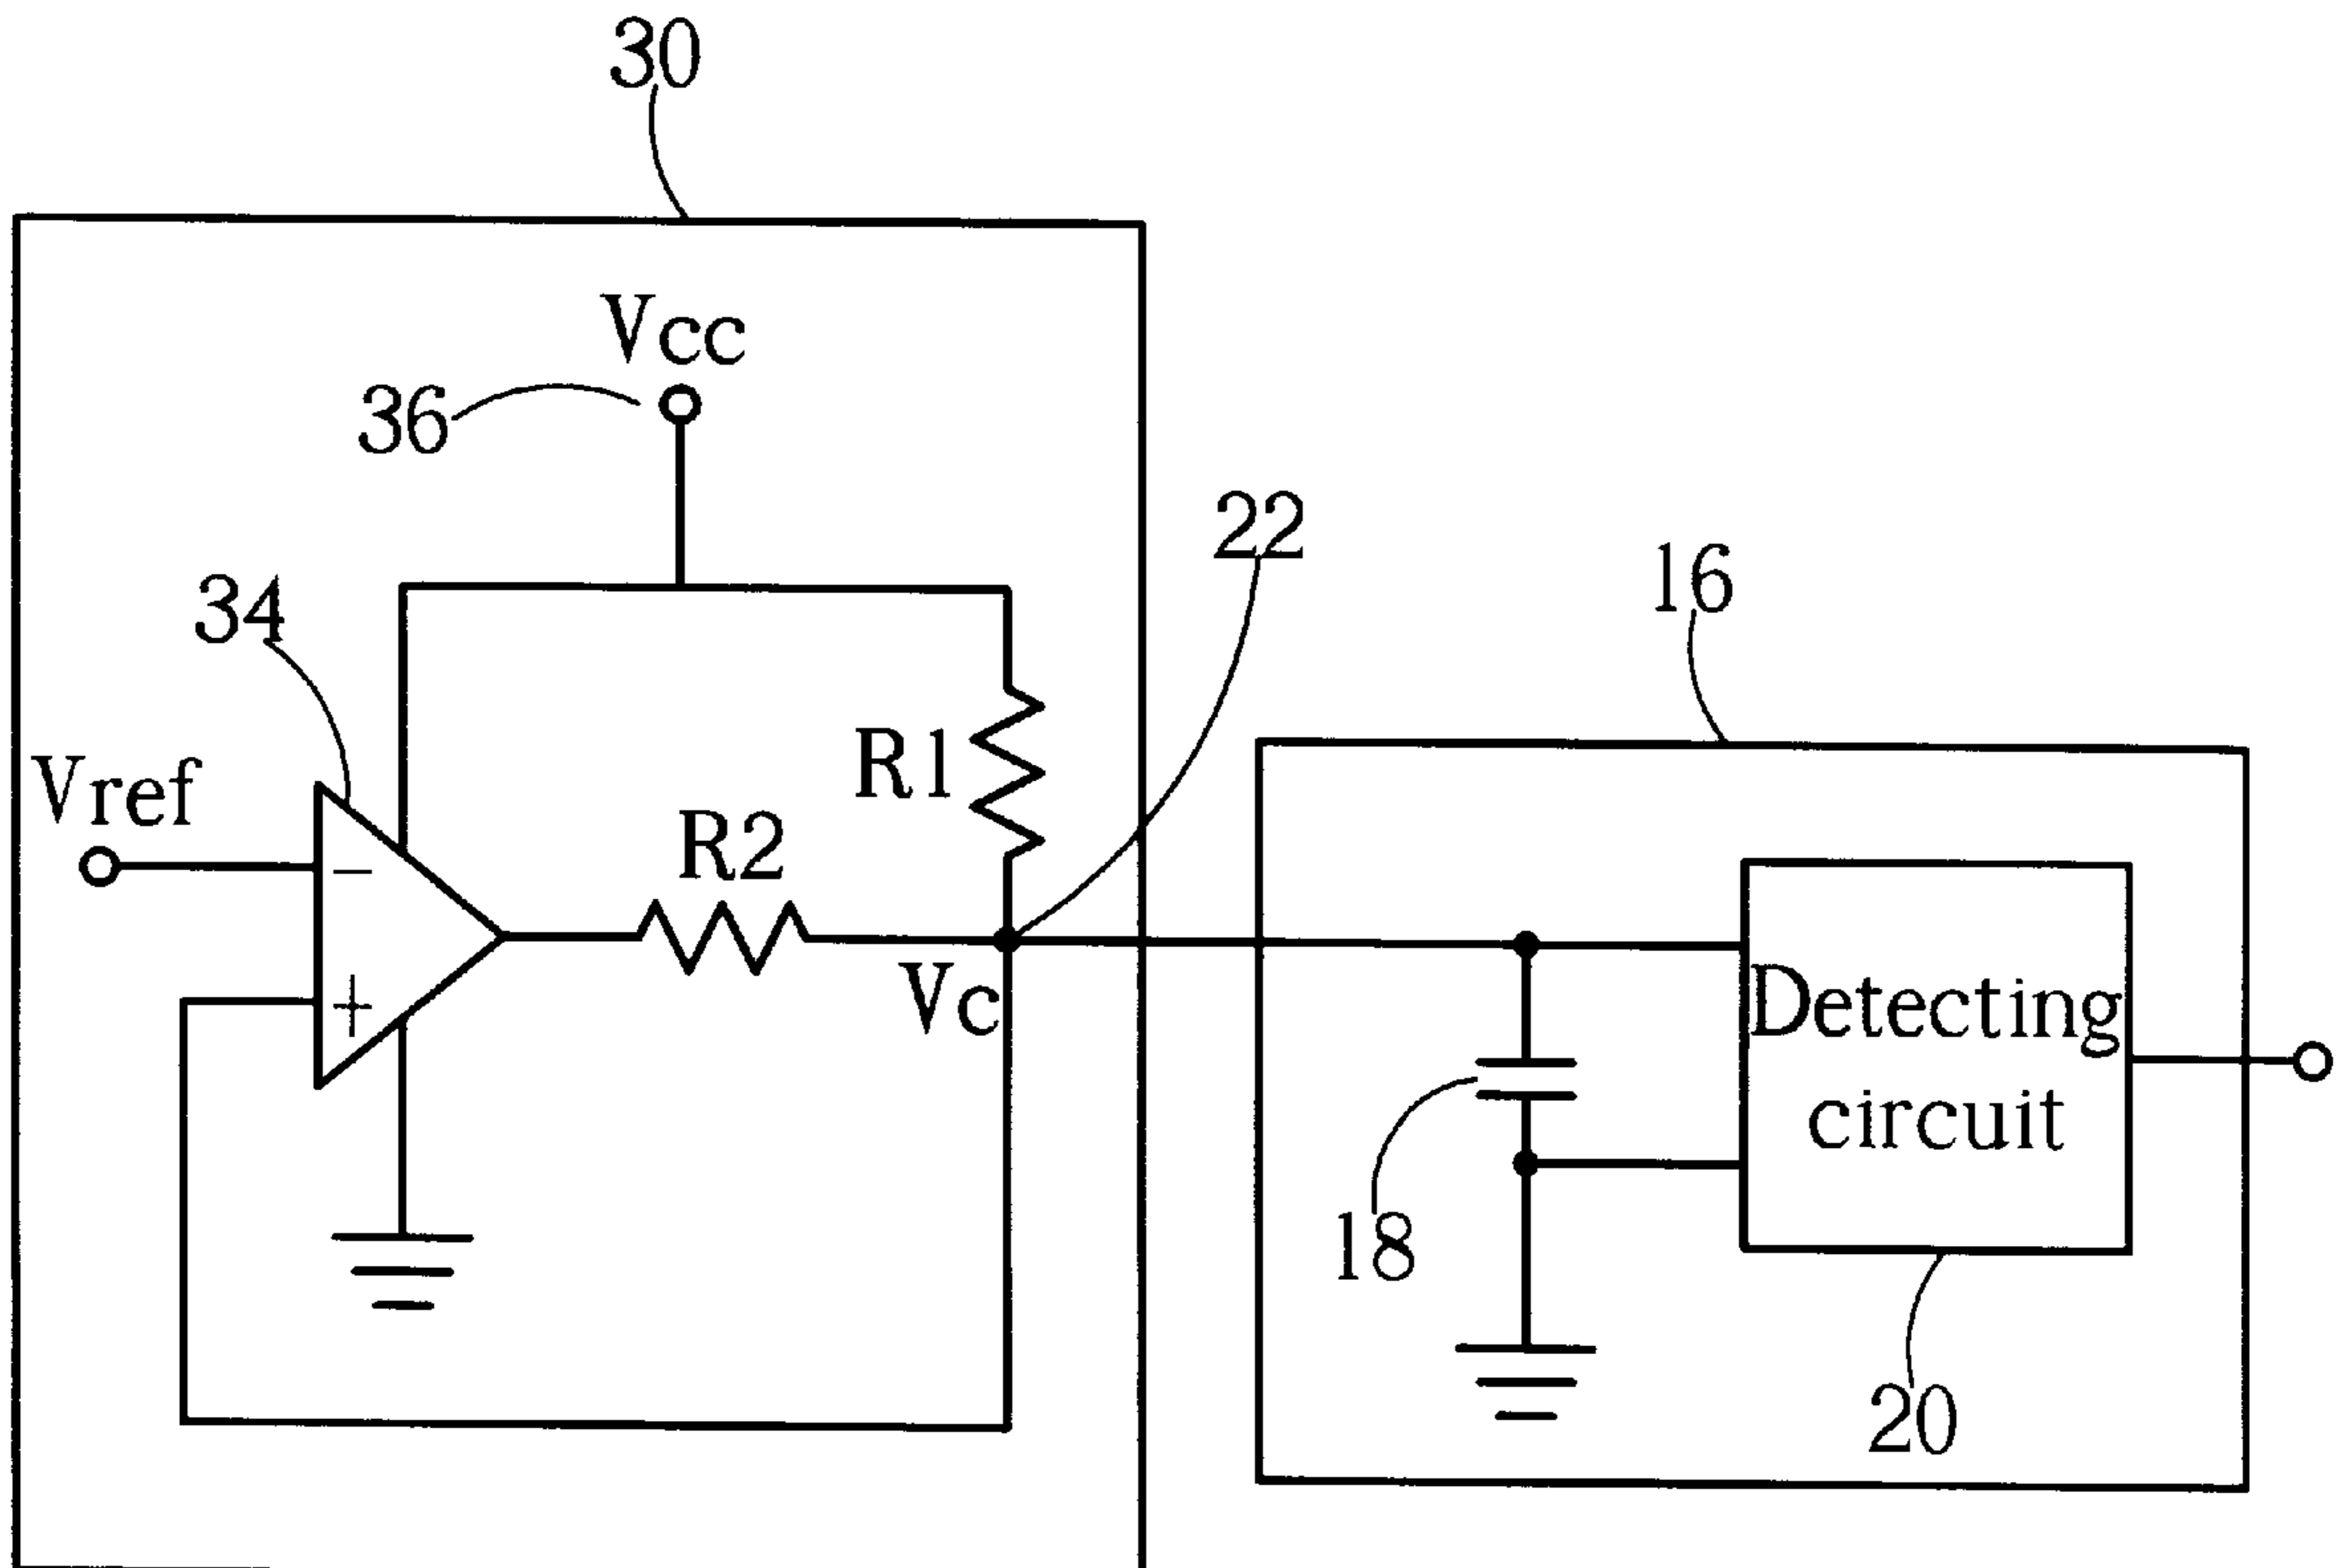 30
Vcc
36
22
16
34
R1
Vref
R2
−
+
Vc
Detecting
circuit
18
20